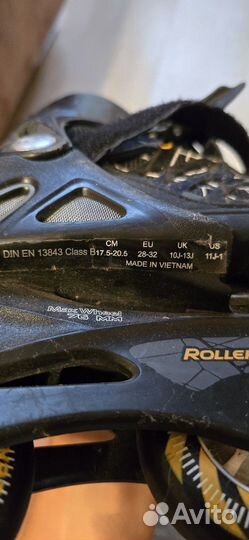 CM EU UK US
DIN EN 13843 Class B 17.5-20.5 28-32 10J-13J 11J-1
MADE IN VIETNAM
Max Wheel
76 MM
ROLLER
Avito